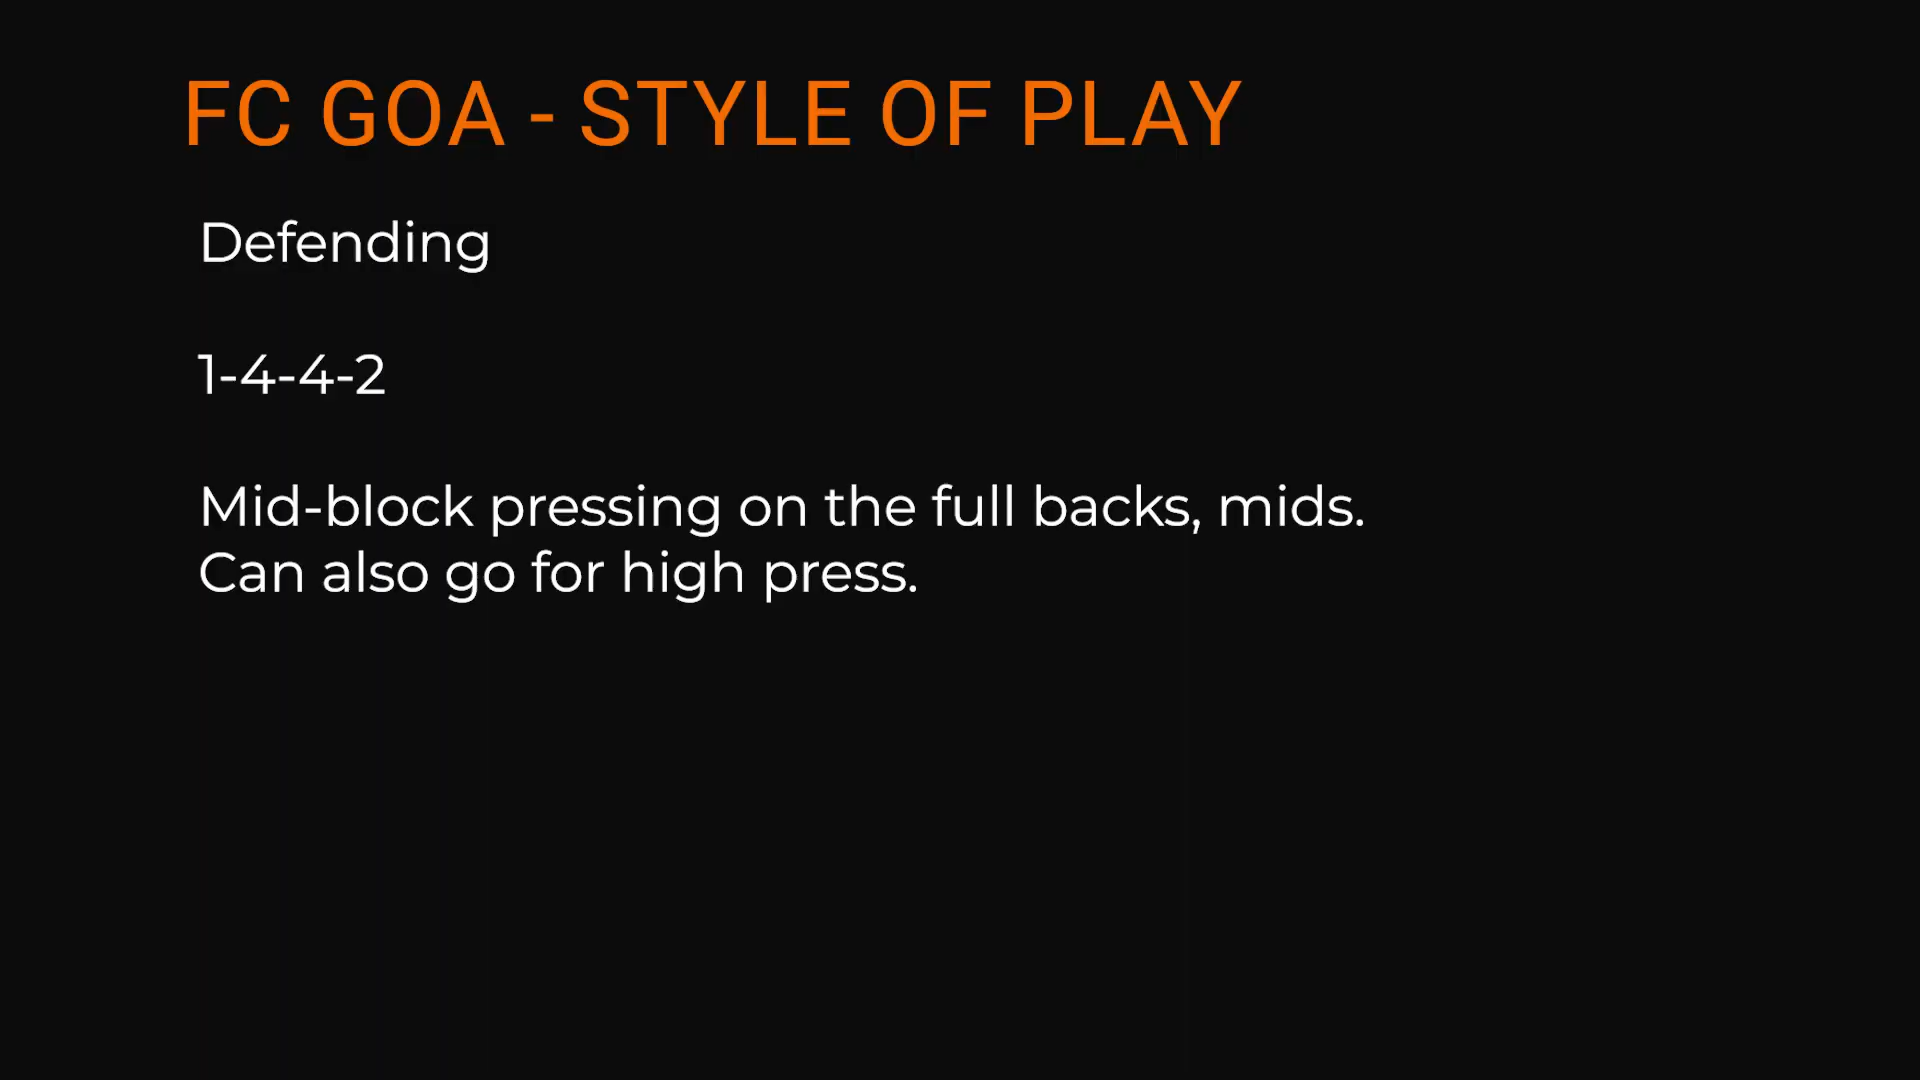 FC GOA - STYLE OF PLAY
Defending
1-4-4-2
Mid-block pressing on the full backs, mids.
Can also go for high press.